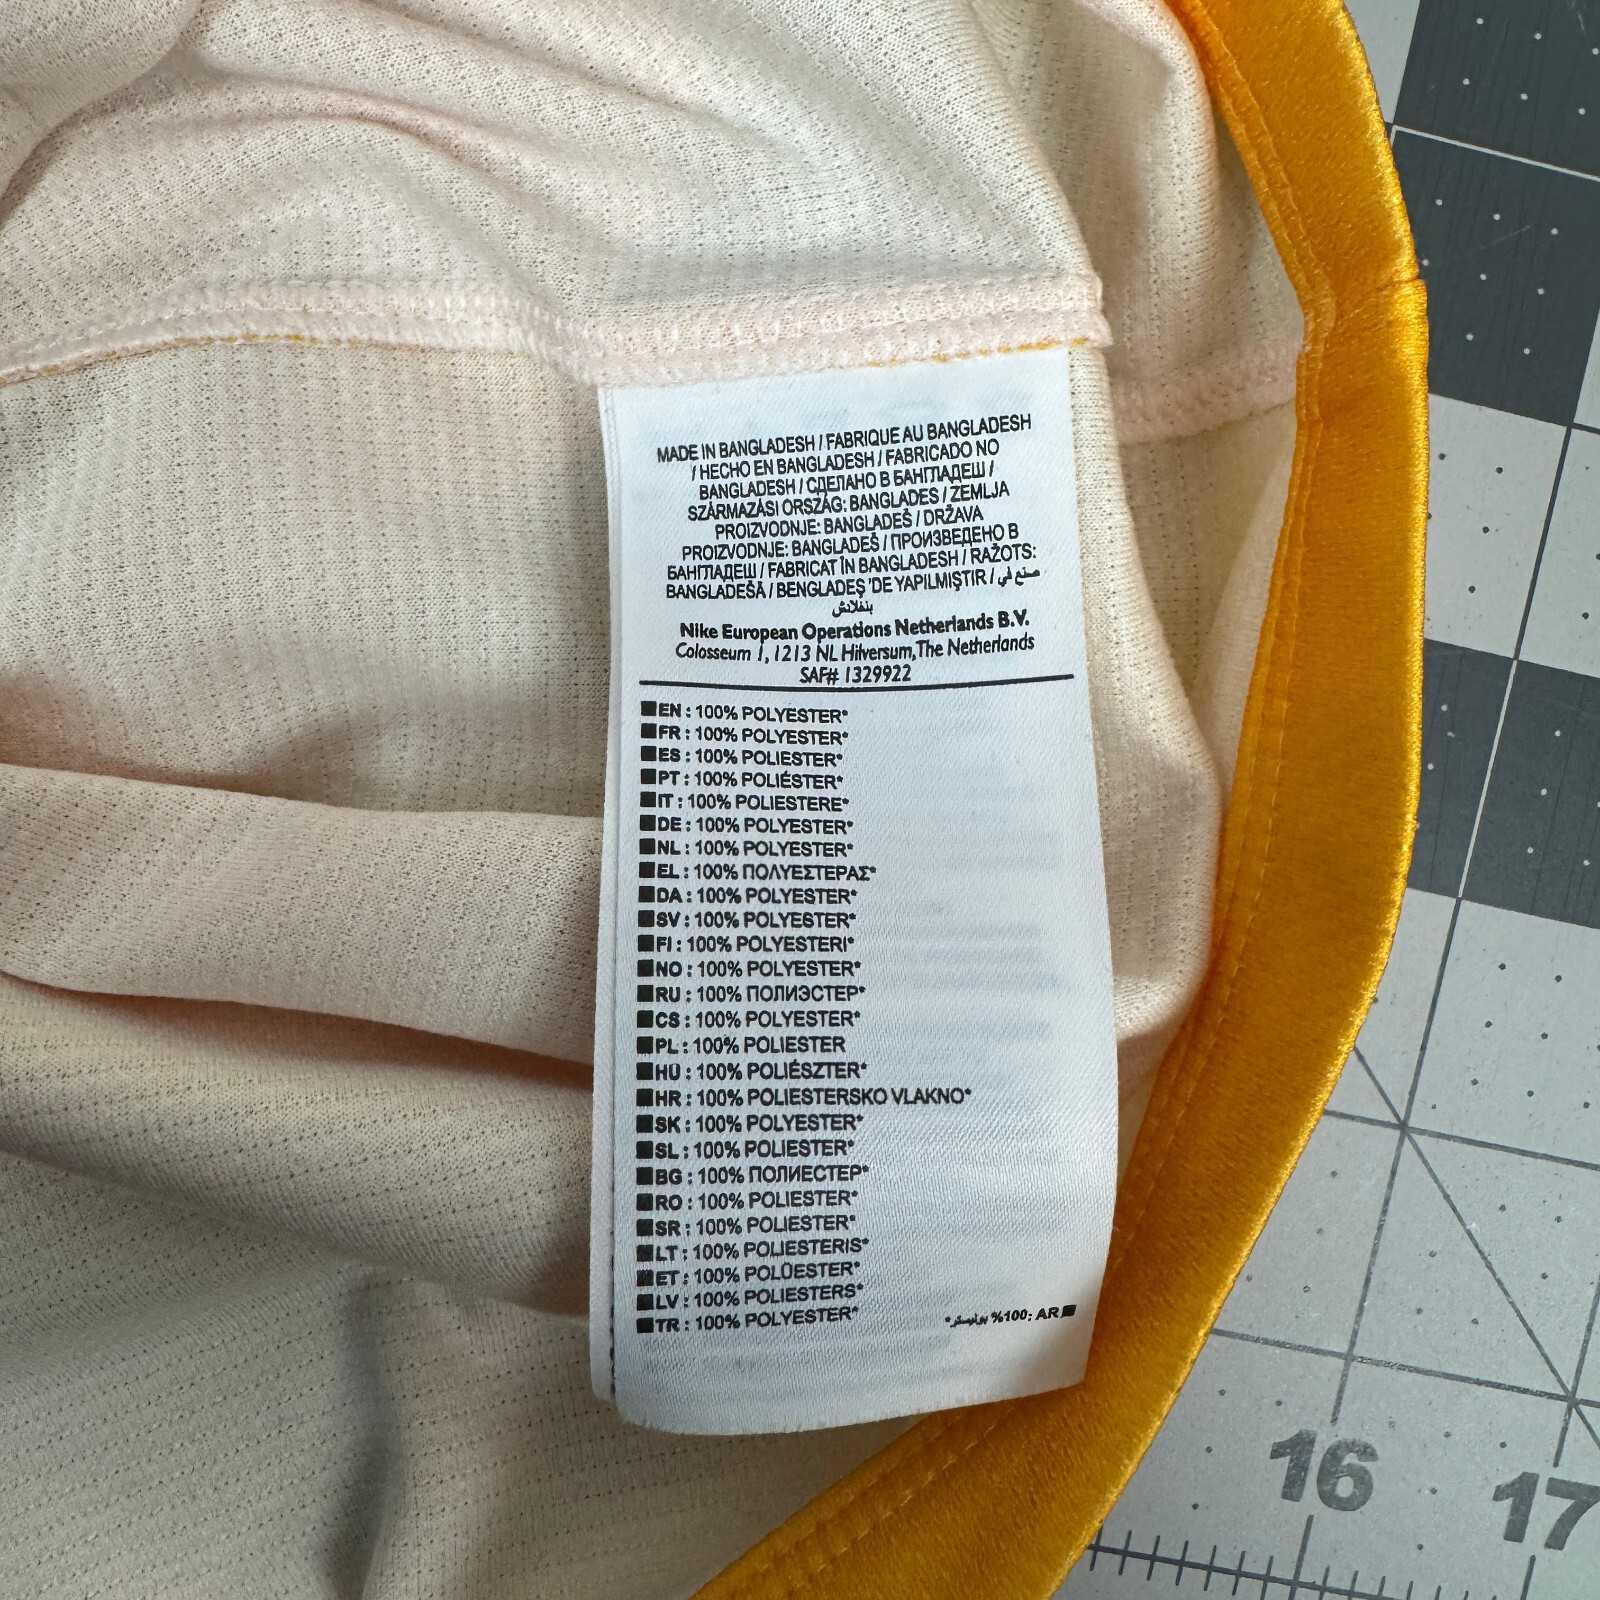 MADE IN BANGLADESH / FABRIQUE AU BANGLADESH
/ HECHO EN BANGLADESH / FABRICADO NO
BANGLADESH / СДЕЛАНО В БАНГЛАДЕШ /
SZÁRMAZÁSI ORSZÁG: BANGLADES / ZEMLJA
PROIZVODNJE: BANGLADEŠ / DRŽAVA
PROIZVODNJE: BANGLADEŠ / ПРОИЗВЕДЕНО В
БАНГЛАДЕШ / FABRICAT ÎN BANGLADESH / RAŽOTS:
BANGLADEŠĀ / BENGLADEŞ 'DE YAPILMIŞTIR / صنع في
بنغلادش
Nike European Operations Netherlands B.V.
Colosseum 1, 1213 NL Hilversum, The Netherlands
SAF# 1329922
EN : 100% POLYESTER*
FR : 100% POLYESTER*
ES : 100% POLIESTER*
PT : 100% POLIÉSTER*
IT : 100% POLIESTERE*
DE : 100% POLYESTER*
NL : 100% POLYESTER*
EL : 100% ΠΟΛΥΕΣΤΕΡΑΣ*
DA : 100% POLYESTER*
SV : 100% POLYESTER*
FI : 100% POLYESTERI*
NO : 100% POLYESTER*
RU : 100% ПОЛИЭСТЕР*
CS : 100% POLYESTER*
PL : 100% POLIESTER
HU : 100% POLIÉSZTER*
HR : 100% POLIESTERSKO VLAKNO*
SK : 100% POLYESTER*
SL : 100% POLIESTER*
BG : 100% ПОЛИЕСТЕР*
RO : 100% POLIESTER*
SR : 100% POLIESTER*
LT : 100% POLIESTERIS*
ET : 100% POLÜESTER*
LV : 100% POLIESTERS*
TR : 100% POLYESTER*
AR :100% بوليستر*
16
17